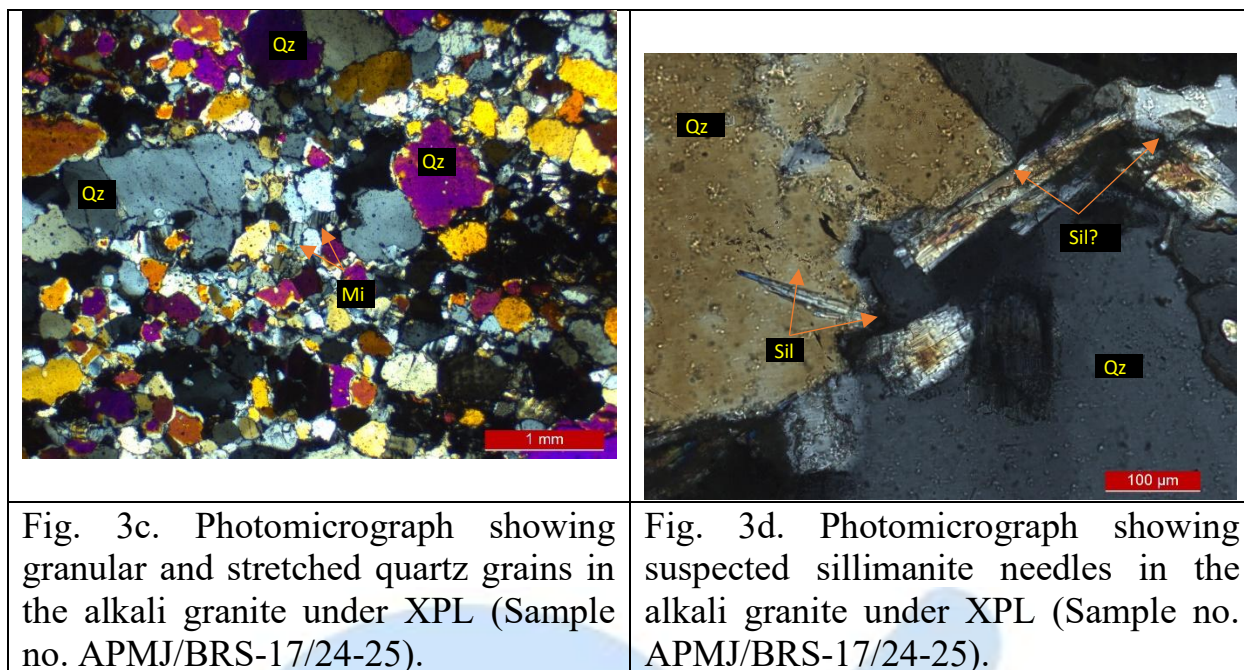 Qz
Qz
Qz
Mi
1 mm
Qz
Sil?
Sil
Qz
100 µm
Fig. 3c. Photomicrograph showing
granular and stretched quartz grains in
the alkali granite under XPL (Sample
no. APMJ/BRS-17/24-25).
Fig. 3d. Photomicrograph showing
suspected sillimanite needles in the
alkali granite under XPL (Sample no.
APMJ/BRS-17/24-25).